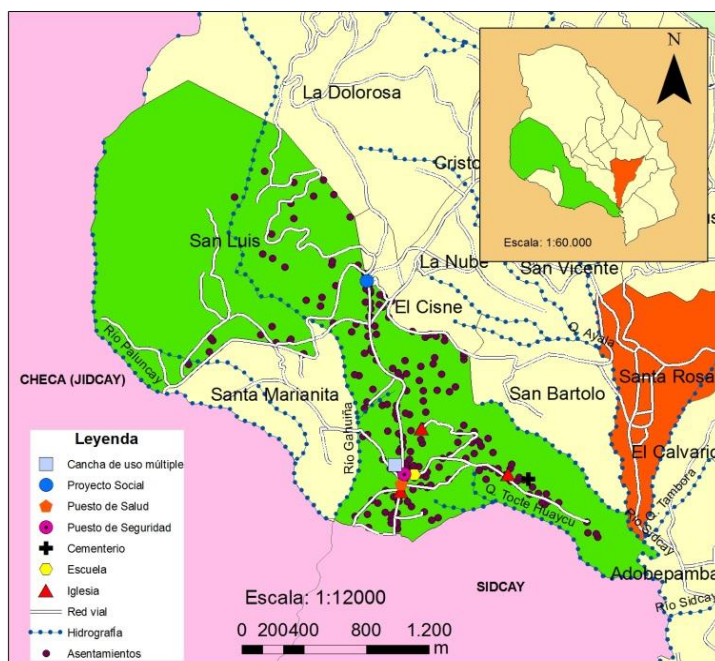 N
Escala: 1:60.000
La Dolorosa
San Luis
La Nube
San Vicente
El Cisne
Q. Ayala
Río Paluncay
CHECA (JIDCAY)
Santa Marianita
San Bartolo
Santa Rosa
Río Gahuiña
El Calvario
Q. Tocte Huaycu
Q. Tambora
Río Sidcay
Adobepamba
Río Sidcay
SIDCAY
Leyenda
Cancha de uso múltiple
Proyecto Social
Puesto de Salud
Puesto de Seguridad
Cementerio
Escuela
Iglesia
Red vial
Hidrografía
Asentamientos
Escala: 1:12000
0 200400 800 1.200
m